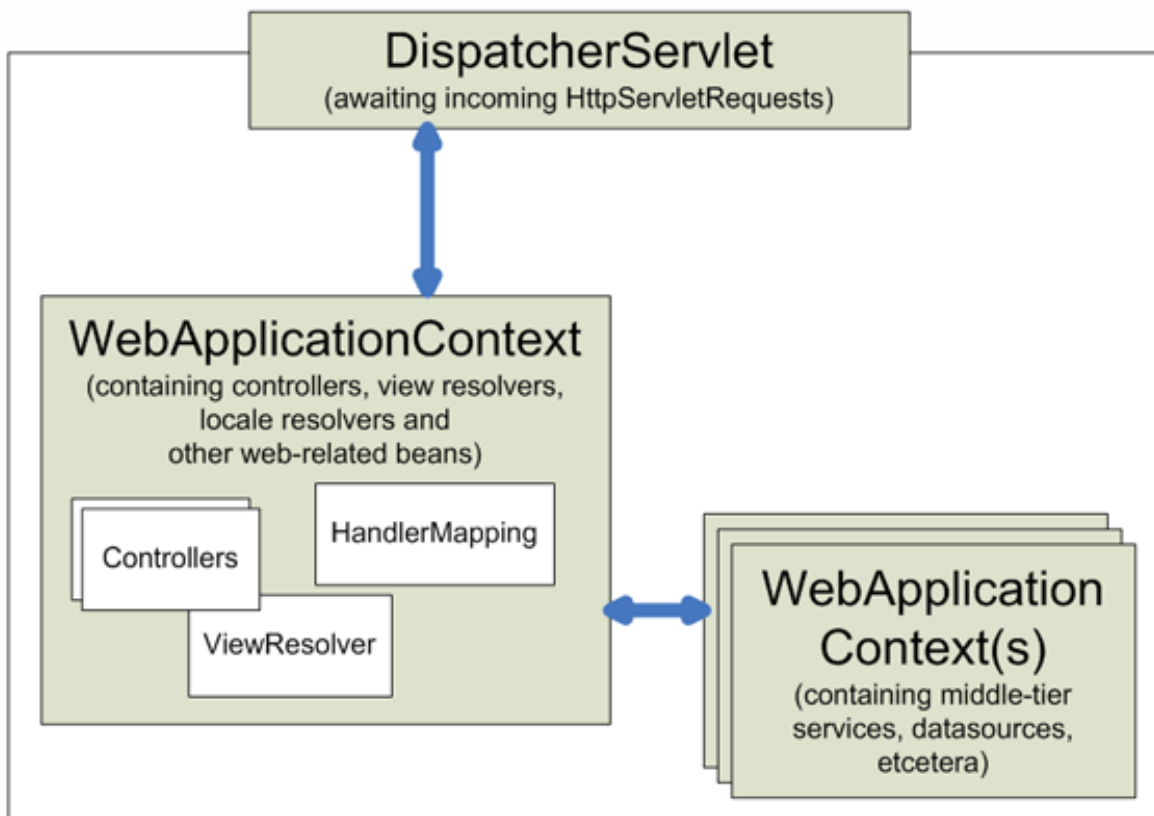 DispatcherServlet
(awaiting incoming HttpServletRequests)
WebApplicationContext
(containing controllers, view resolvers,
locale resolvers and
other web-related beans)
Controllers
HandlerMapping
ViewResolver
WebApplication
Context(s)
(containing middle-tier
services, datasources,
etcetera)